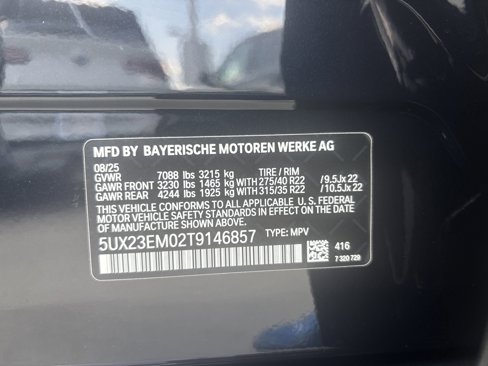 MFD BY BAYERISCHE MOTOREN WERKE AG
08/25
GVWR 7088 lbs 3215 kg TIRE / RIM
GAWR FRONT 3230 lbs 1465 kg WITH 275/40 R22 /9.5Jx 22
GAWR REAR 4244 lbs 1925 kg WITH 315/35 R22 /10.5Jx 22
THIS VEHICLE CONFORMS TO ALL APPLICABLE U. S. FEDERAL
MOTOR VEHICLE SAFETY STANDARDS IN EFFECT ON THE DATE
OF MANUFACTURE SHOWN ABOVE.
5UX23EM02T9146857 TYPE: MPV
416
7 320 729